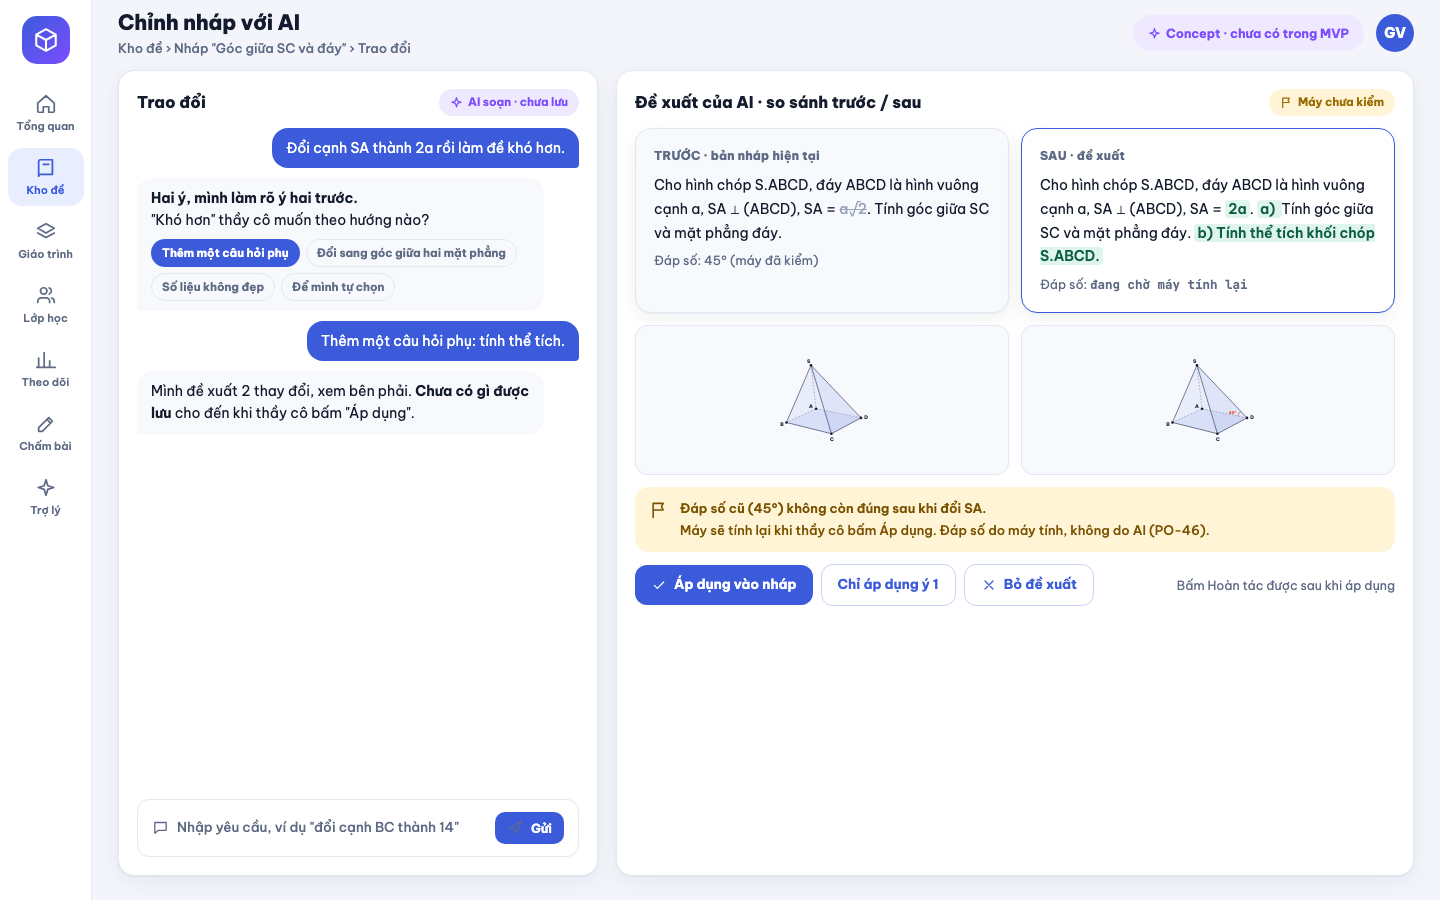 Chỉnh nháp với AI
Kho đề › Nháp "Góc giữa SC và đáy" › Trao đổi
Concept · chưa có trong MVP
GV
Tổng quan
Kho đề
Giáo trình
Lớp học
Theo dõi
Chấm bài
Trợ lý
Trao đổi
AI soạn · chưa lưu
Đổi cạnh SA thành 2a rồi làm đề khó hơn.
Hai ý, mình làm rõ ý hai trước.
"Khó hơn" thầy cô muốn theo hướng nào?
Thêm một câu hỏi phụ
Đổi sang góc giữa hai mặt phẳng
Số liệu không đẹp
Để mình tự chọn
Thêm một câu hỏi phụ: tính thể tích.
Mình đề xuất 2 thay đổi, xem bên phải. Chưa có gì được
lưu cho đến khi thầy cô bấm "Áp dụng".
Nhập yêu cầu, ví dụ "đổi cạnh BC thành 14"
Gửi
Đề xuất của AI · so sánh trước / sau
Máy chưa kiểm
TRƯỚC · bản nháp hiện tại
Cho hình chóp S.ABCD, đáy ABCD là hình vuông
cạnh a, SA ⊥ (ABCD), SA = a√2. Tính góc giữa SC
và mặt phẳng đáy.
Đáp số: 45° (máy đã kiểm)
SAU · đề xuất
Cho hình chóp S.ABCD, đáy ABCD là hình vuông
cạnh a, SA ⊥ (ABCD), SA = 2a. a) Tính góc giữa
SC và mặt phẳng đáy. b) Tính thể tích khối chóp
S.ABCD.
Đáp số: đang chờ máy tính lại
S
A
B
C
D
S
A
B
C
D
Đáp số cũ (45°) không còn đúng sau khi đổi SA.
Máy sẽ tính lại khi thầy cô bấm Áp dụng. Đáp số do máy tính, không do AI (PO-46).
Áp dụng vào nháp
Chỉ áp dụng ý 1
Bỏ đề xuất
Bấm Hoàn tác được sau khi áp dụng